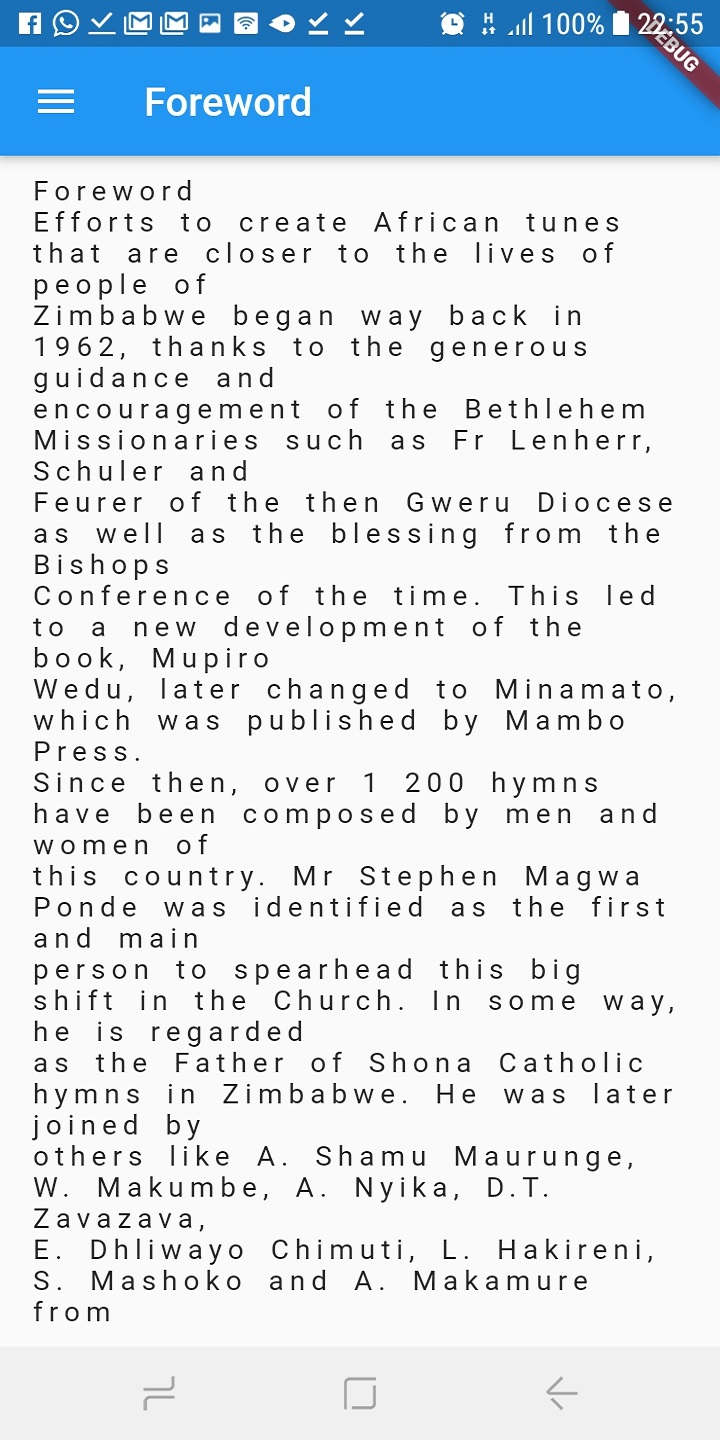 100% 22:55
DEBUG
Foreword
Foreword
Efforts to create African tunes
that are closer to the lives of
people of
Zimbabwe began way back in
1962, thanks to the generous
guidance and
encouragement of the Bethlehem
Missionaries such as Fr Lenherr,
Schuler and
Feurer of the then Gweru Diocese
as well as the blessing from the
Bishops
Conference of the time. This led
to a new development of the
book, Mupiro
Wedu, later changed to Minamato,
which was published by Mambo
Press.
Since then, over 1 200 hymns
have been composed by men and
women of
this country. Mr Stephen Magwa
Ponde was identified as the first
and main
person to spearhead this big
shift in the Church. In some way,
he is regarded
as the Father of Shona Catholic
hymns in Zimbabwe. He was later
joined by
others like A. Shamu Maurunge,
W. Makumbe, A. Nyika, D.T.
Zavazava,
E. Dhliwayo Chimuti, L. Hakireni,
S. Mashoko and A. Makamure
from